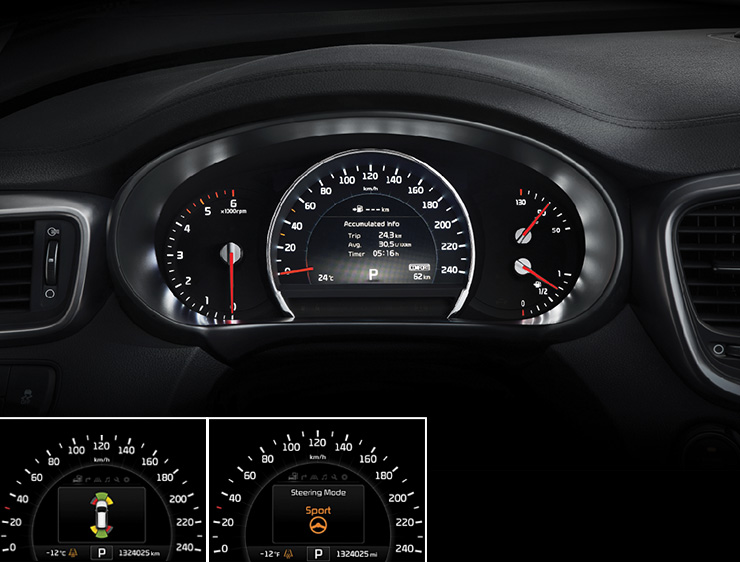 6
5
x1000rpm
4
3
2
1
0
100 120 140
80 160
km/h
60 180
40 200
20 220
0 240
--- km
Accumulated Info
Trip 24.3 km
Avg. 30.5 L/100km
Timer 05:16 h
24°C P COMFORT
62 km
130
50
1
1/2
0
100 120 140
80 160
km/h
60 180
40 200
20 220
0 240
-12°C P 1324025 km
100 120 140
80 160
km/h
60 180
40 200
20 220
0 240
Steering Mode
Sport
-12°F P 1324025 mi